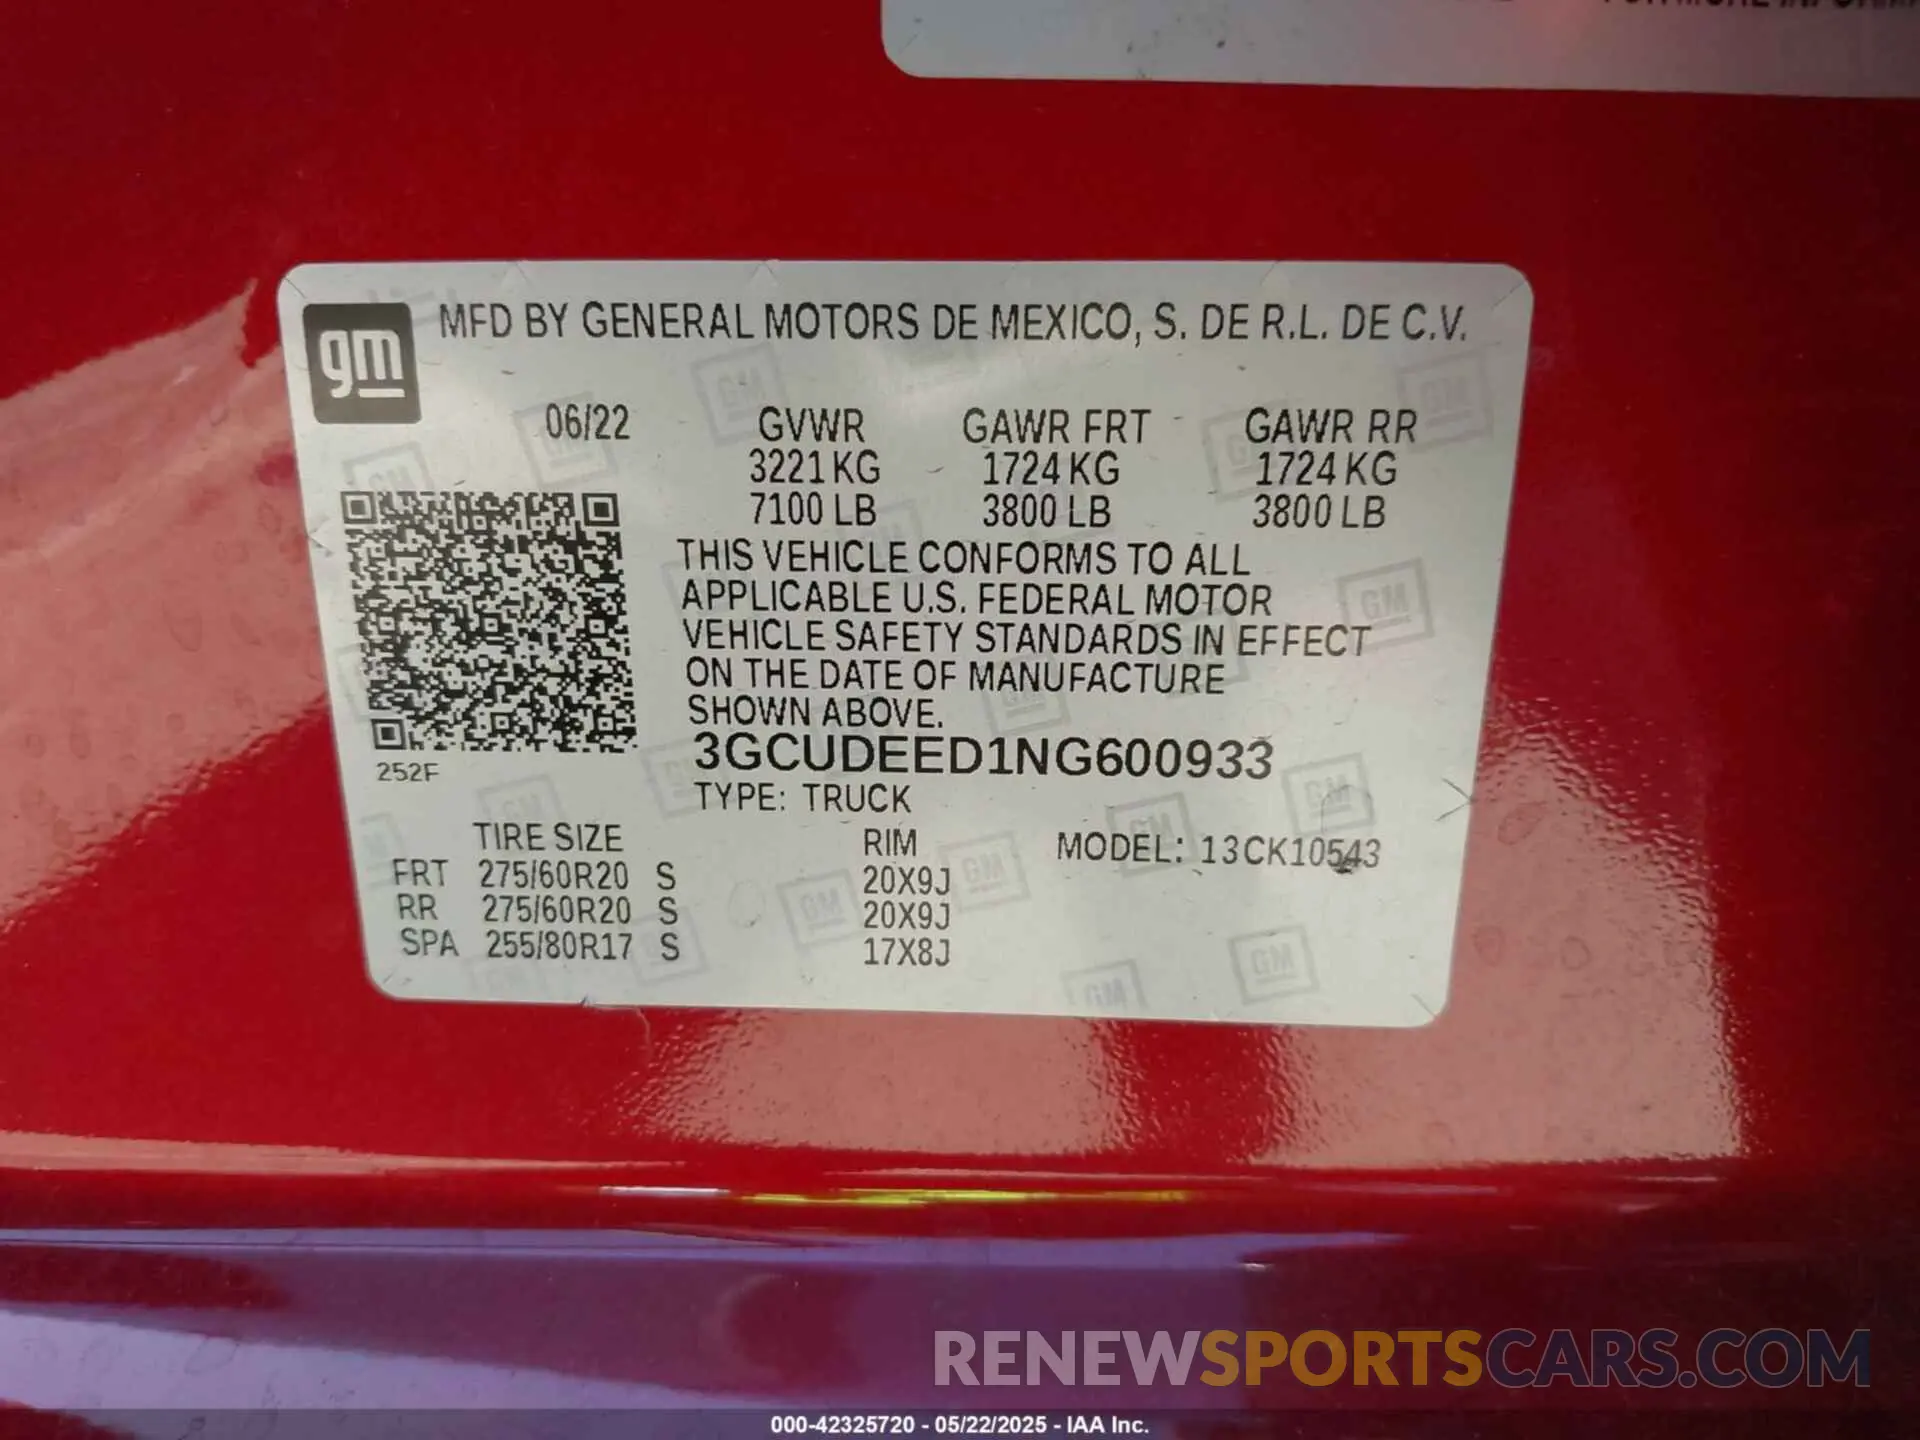 gm
MFD BY GENERAL MOTORS DE MEXICO, S. DE R.L. DE C.V.
06/22 GVWR GAWR FRT GAWR RR
3221 KG 1724 KG 1724 KG
7100 LB 3800 LB 3800 LB
THIS VEHICLE CONFORMS TO ALL
APPLICABLE U.S. FEDERAL MOTOR
VEHICLE SAFETY STANDARDS IN EFFECT
ON THE DATE OF MANUFACTURE
SHOWN ABOVE.
3GCUDEED1NG600933
252F
TYPE: TRUCK
TIRE SIZE RIM MODEL: 13CK10543
FRT 275/60R20 S 20X9J
RR 275/60R20 S 20X9J
SPA 255/80R17 S 17X8J
RENEWSPORTSCARS.COM
000-42325720 - 05/22/2025 - IAA Inc.